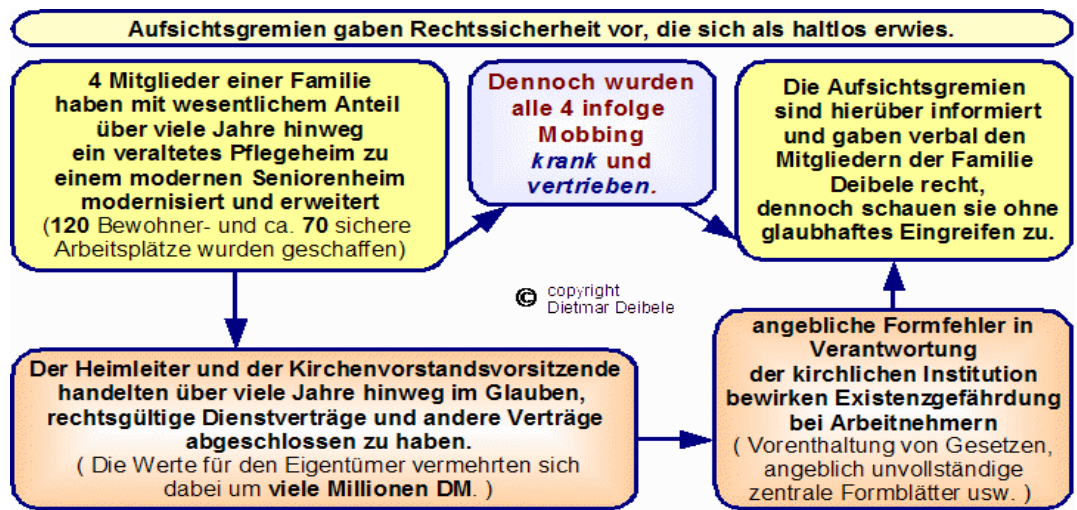 Aufsichtsgremien gaben Rechtssicherheit vor, die sich als haltlos erwies.
4 Mitglieder einer Familie
haben mit wesentlichem Anteil
über viele Jahre hinweg
ein veraltetes Pflegeheim zu
einem modernen Seniorenheim
modernisiert und erweitert
(120 Bewohner- und ca. 70 sichere
Arbeitsplätze wurden geschaffen)
Dennoch wurden
alle 4 infolge
Mobbing
krank und
vertrieben.
Die Aufsichtsgremien
sind hierüber informiert
und gaben verbal den
Mitgliedern der Familie
Deibele recht,
dennoch schauen sie ohne
glaubhaftes Eingreifen zu.
© copyright
Dietmar Deibele
Der Heimleiter und der Kirchenvorstandsvorsitzende
handelten über viele Jahre hinweg im Glauben,
rechtsgültige Dienstverträge und andere Verträge
abgeschlossen zu haben.
( Die Werte für den Eigentümer vermehrten sich
dabei um viele Millionen DM. )
angebliche Formfehler in
Verantwortung
der kirchlichen Institution
bewirken Existenzgefährdung
bei Arbeitnehmern
( Vorenthaltung von Gesetzen,
angeblich unvollständige
zentrale Formblätter usw. )